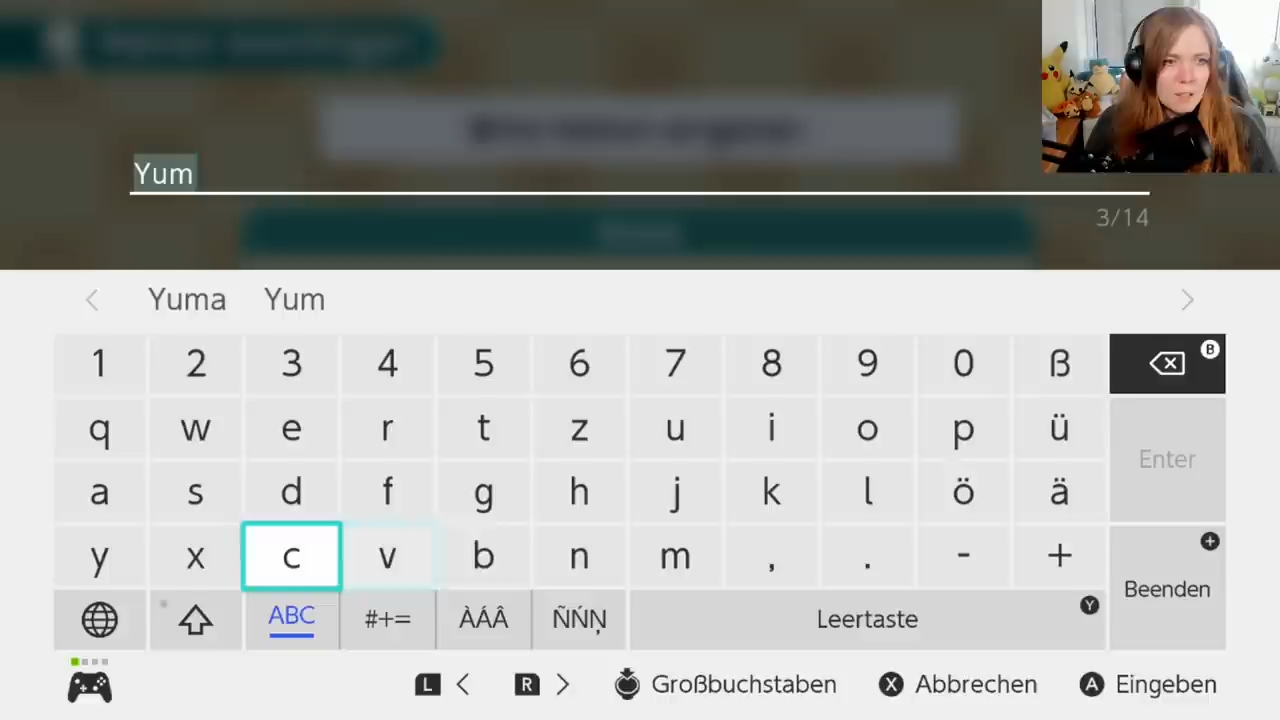 Yum
3/14
Yuma Yum
1 2 3 4 5 6 7 8 9 0 ß B
q w e r t z u i o p ü
Enter
a s d f g h j k l ö ä
y x c v b n m , . - +
Beenden
ABC #+= ÀÁÂ ÑŃŅ Leertaste Y
L R Großbuchstaben X Abbrechen A Eingeben